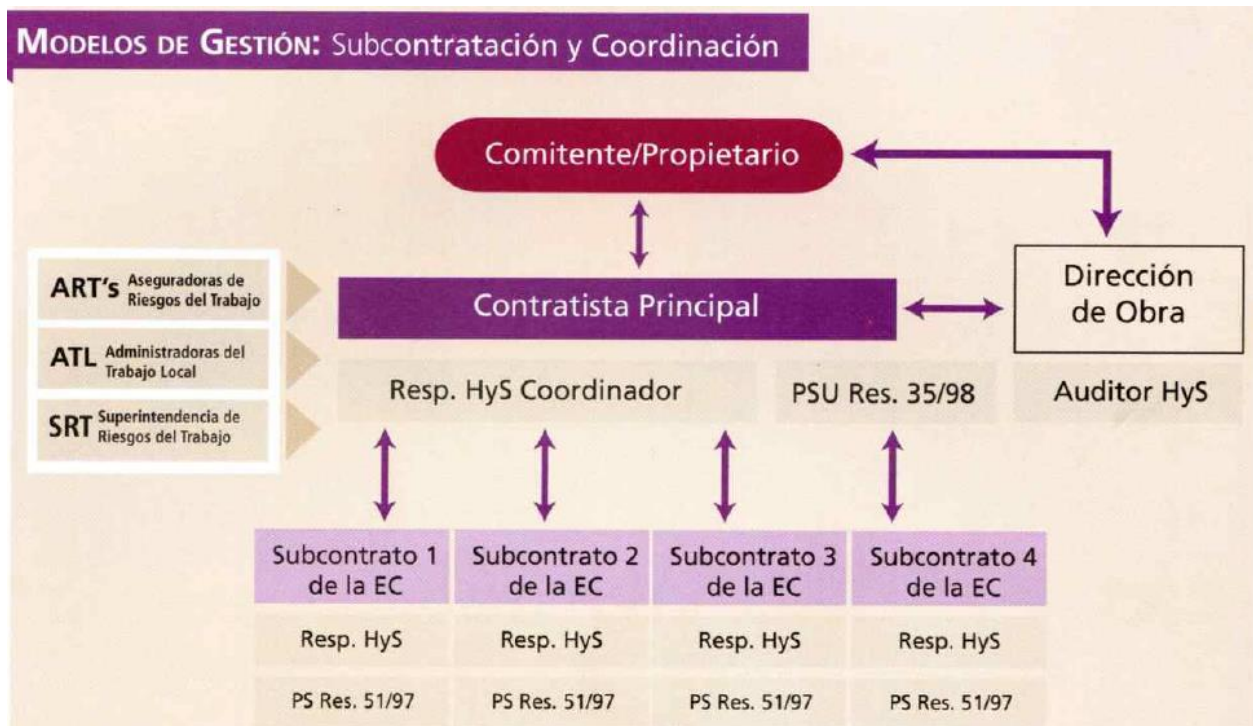 MODELOS DE GESTIÓN: Subcontratación y Coordinación
Comitente/Propietario
ART's Aseguradoras de
Riesgos del Trabajo
ATL Administradoras del
Trabajo Local
SRT Superintendencia de
Riesgos del Trabajo
Contratista Principal
Dirección
de Obra
Resp. HyS Coordinador
PSU Res. 35/98
Auditor HyS
Subcontrato 1
de la EC
Resp. HyS
PS Res. 51/97
Subcontrato 2
de la EC
Resp. HyS
PS Res. 51/97
Subcontrato 3
de la EC
Resp. HyS
PS Res. 51/97
Subcontrato 4
de la EC
Resp. HyS
PS Res. 51/97